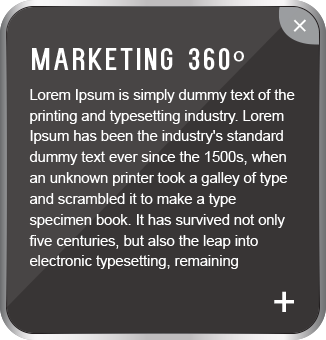 MARKETING 360º
Lorem Ipsum is simply dummy text of the
printing and typesetting industry. Lorem
Ipsum has been the industry's standard
dummy text ever since the 1500s, when
an unknown printer took a galley of type
and scrambled it to make a type
specimen book. It has survived not only
five centuries, but also the leap into
electronic typesetting, remaining